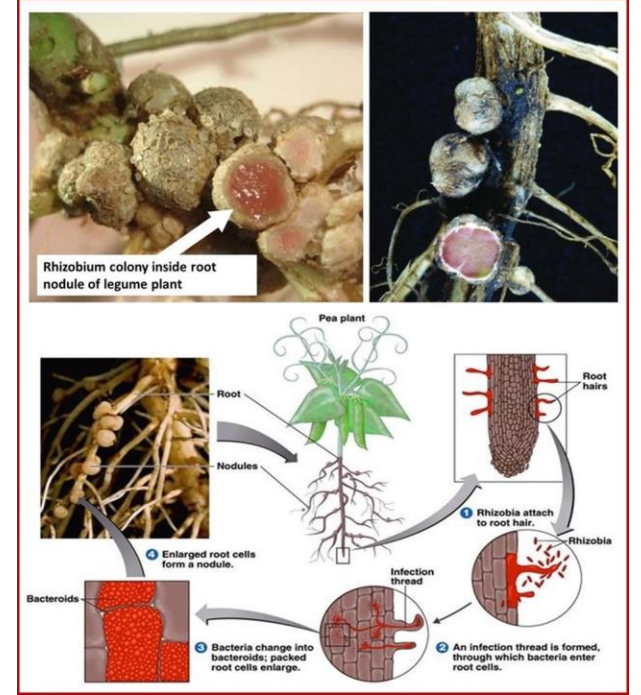 Rhizobium colony inside root
nodule of legume plant
Pea plant
Root
Nodules
Root
hairs
1 Rhizobia attach
to root hair.
Rhizobia
4 Enlarged root cells
form a nodule.
Infection
thread
Bacteroids
3 Bacteria change into
bacteroids; packed
root cells enlarge.
2 An infection thread is formed,
through which bacteria enter
root cells.